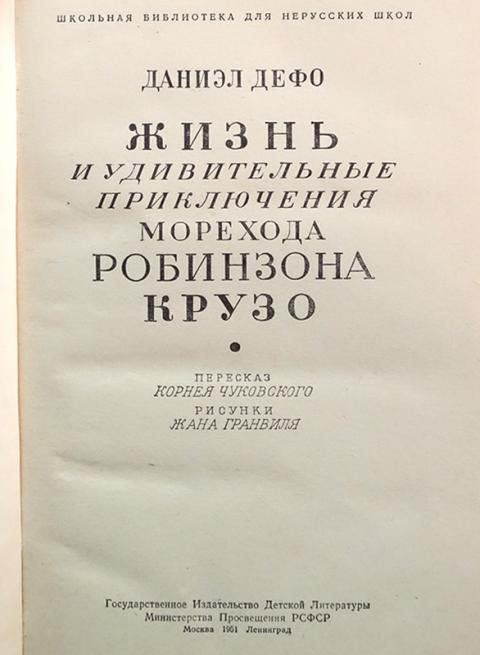 ШКОЛЬНАЯ БИБЛИОТЕКА ДЛЯ НЕРУССКИХ ШКОЛ
ДАНИЭЛ ДЕФО
ЖИЗНЬ
И УДИВИТЕЛЬНЫЕ
ПРИКЛЮЧЕНИЯ
МОРЕХОДА
РОБИНЗОНА
КРУЗО
ПЕРЕСКАЗ
КОРНЕЯ ЧУКОВСКОГО
РИСУНКИ
ЖАНА ГРАНВИЛЯ
Государственное Издательство Детской Литературы
Министерства Просвещения РСФСР
Москва 1951 Ленинград